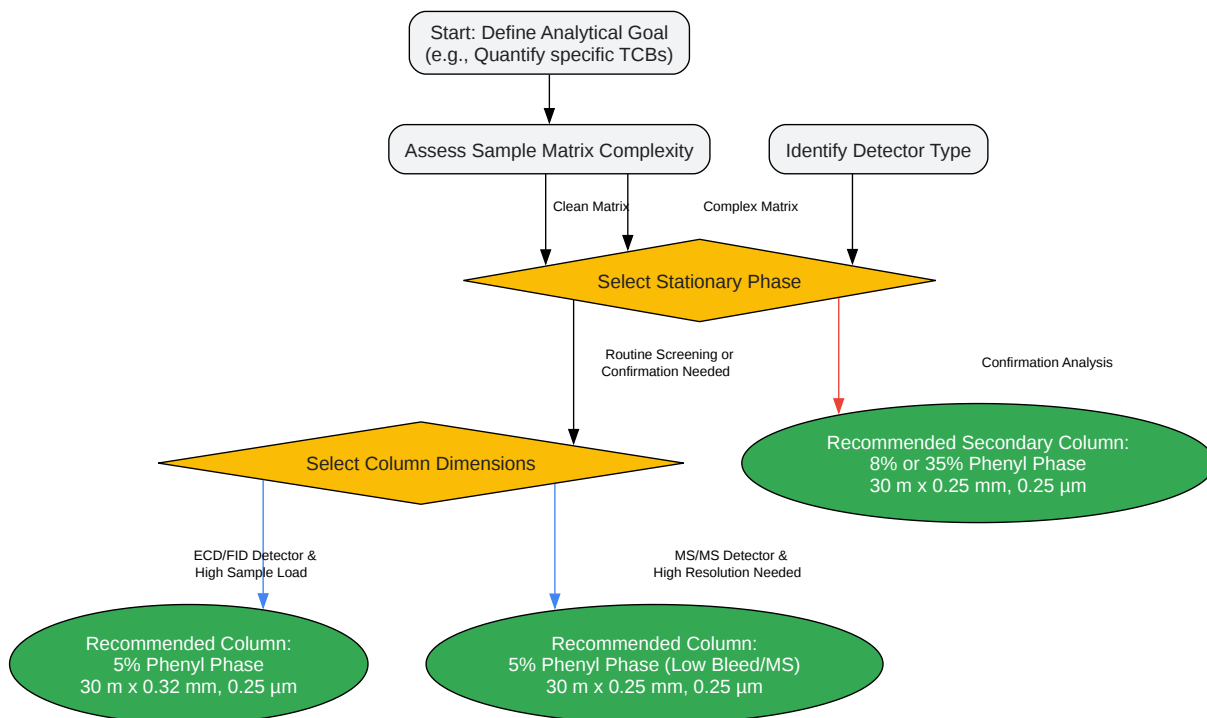 Start: Define Analytical Goal
(e.g., Quantify specific TCBs)
Assess Sample Matrix Complexity
Identify Detector Type
Clean Matrix
Complex Matrix
Select Stationary Phase
Routine Screening or
Confirmation Needed
Confirmation Analysis
Recommended Secondary Column:
8% or 35% Phenyl Phase
30 m x 0.25 mm, 0.25 µm
Select Column Dimensions
ECD/FID Detector &
High Sample Load
MS/MS Detector &
High Resolution Needed
Recommended Column:
5% Phenyl Phase
30 m x 0.32 mm, 0.25 µm
Recommended Column:
5% Phenyl Phase (Low Bleed/MS)
30 m x 0.25 mm, 0.25 µm